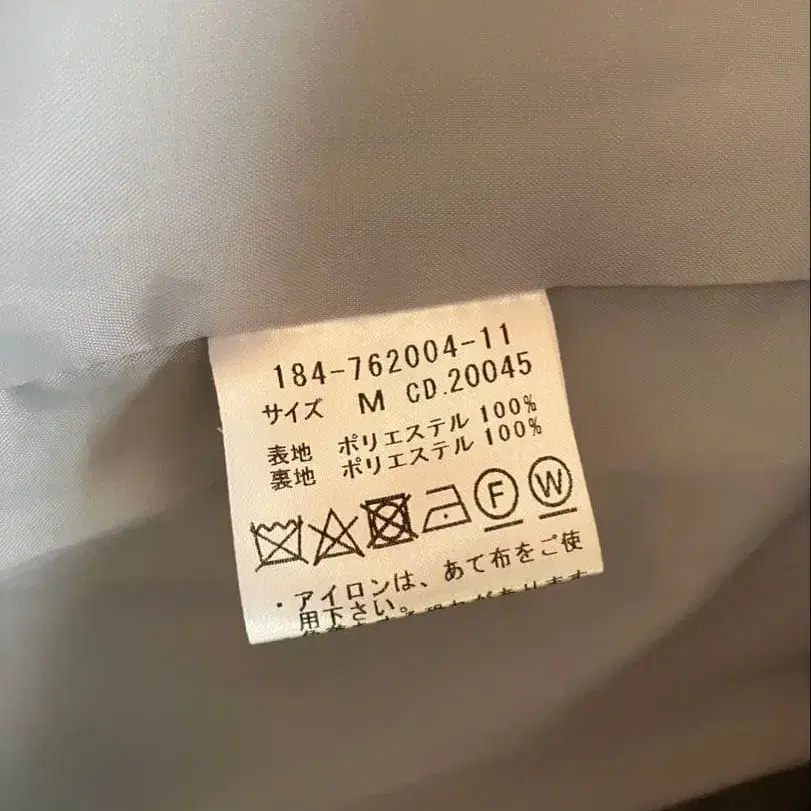 184-762004-11
サイズ M CD.20045
表地 ポリエステル 100%
裏地 ポリエステル 100%
F W
・アイロンは、あて布をご使
用下さい。